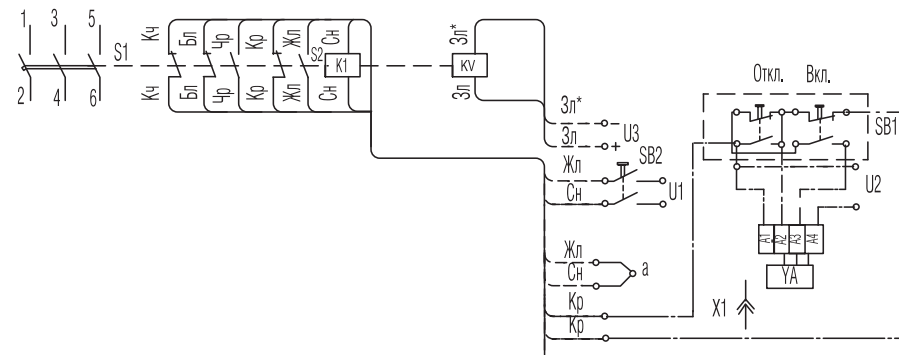 1 3 5
S1
2 4 6
Кч Бл Чр Кр Жл Сн
S2
K1
Кч Бл Чр Кр Жл Сн
Зл*
KV
Зл
Зл*
Зл
U3
–
+
Откл. Вкл.
SB1
Жл
Сн
SB2
U1
U2
A1 A2 A3 A4
YA
Жл
Сн
a
Кр
Кр
X1